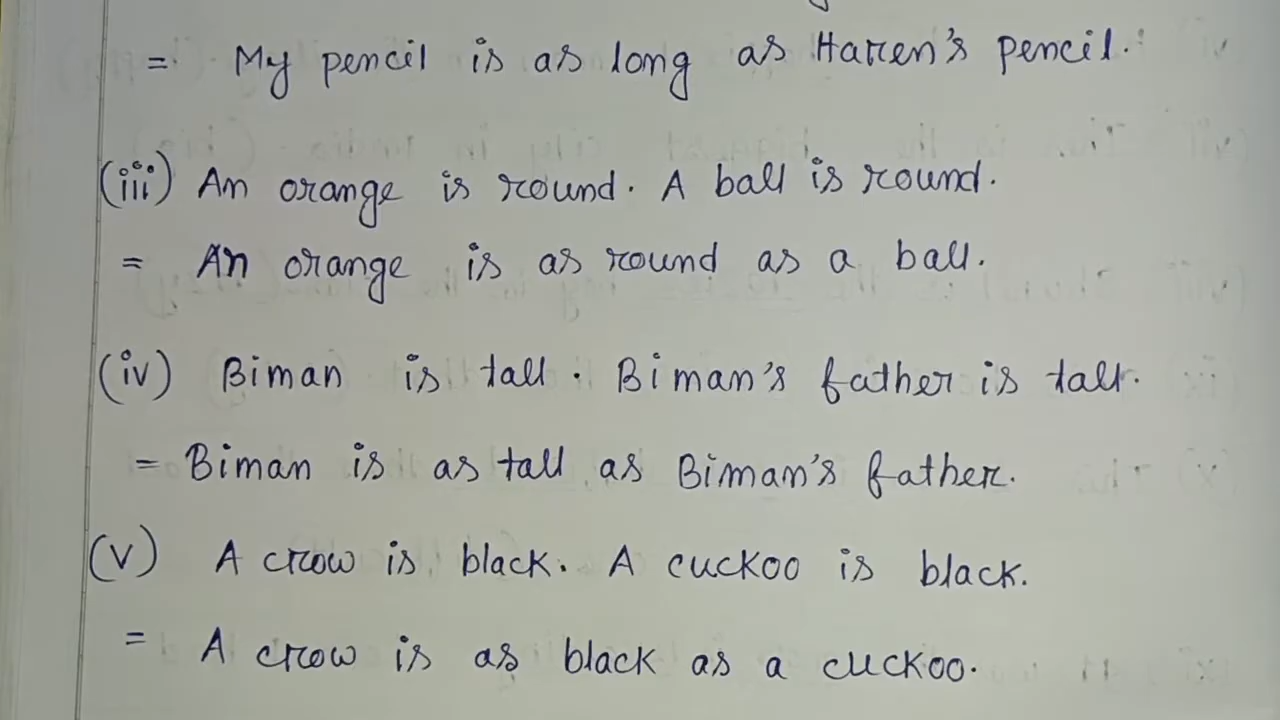 = My pencil is as long as Haren's pencil.
(iii) An orange is round. A ball is round.
= An orange is as round as a ball.
(iv) Biman is tall. Biman's father is tall.
= Biman is as tall as Biman's father.
(v) A crow is black. A cuckoo is black.
= A crow is as black as a cuckoo.